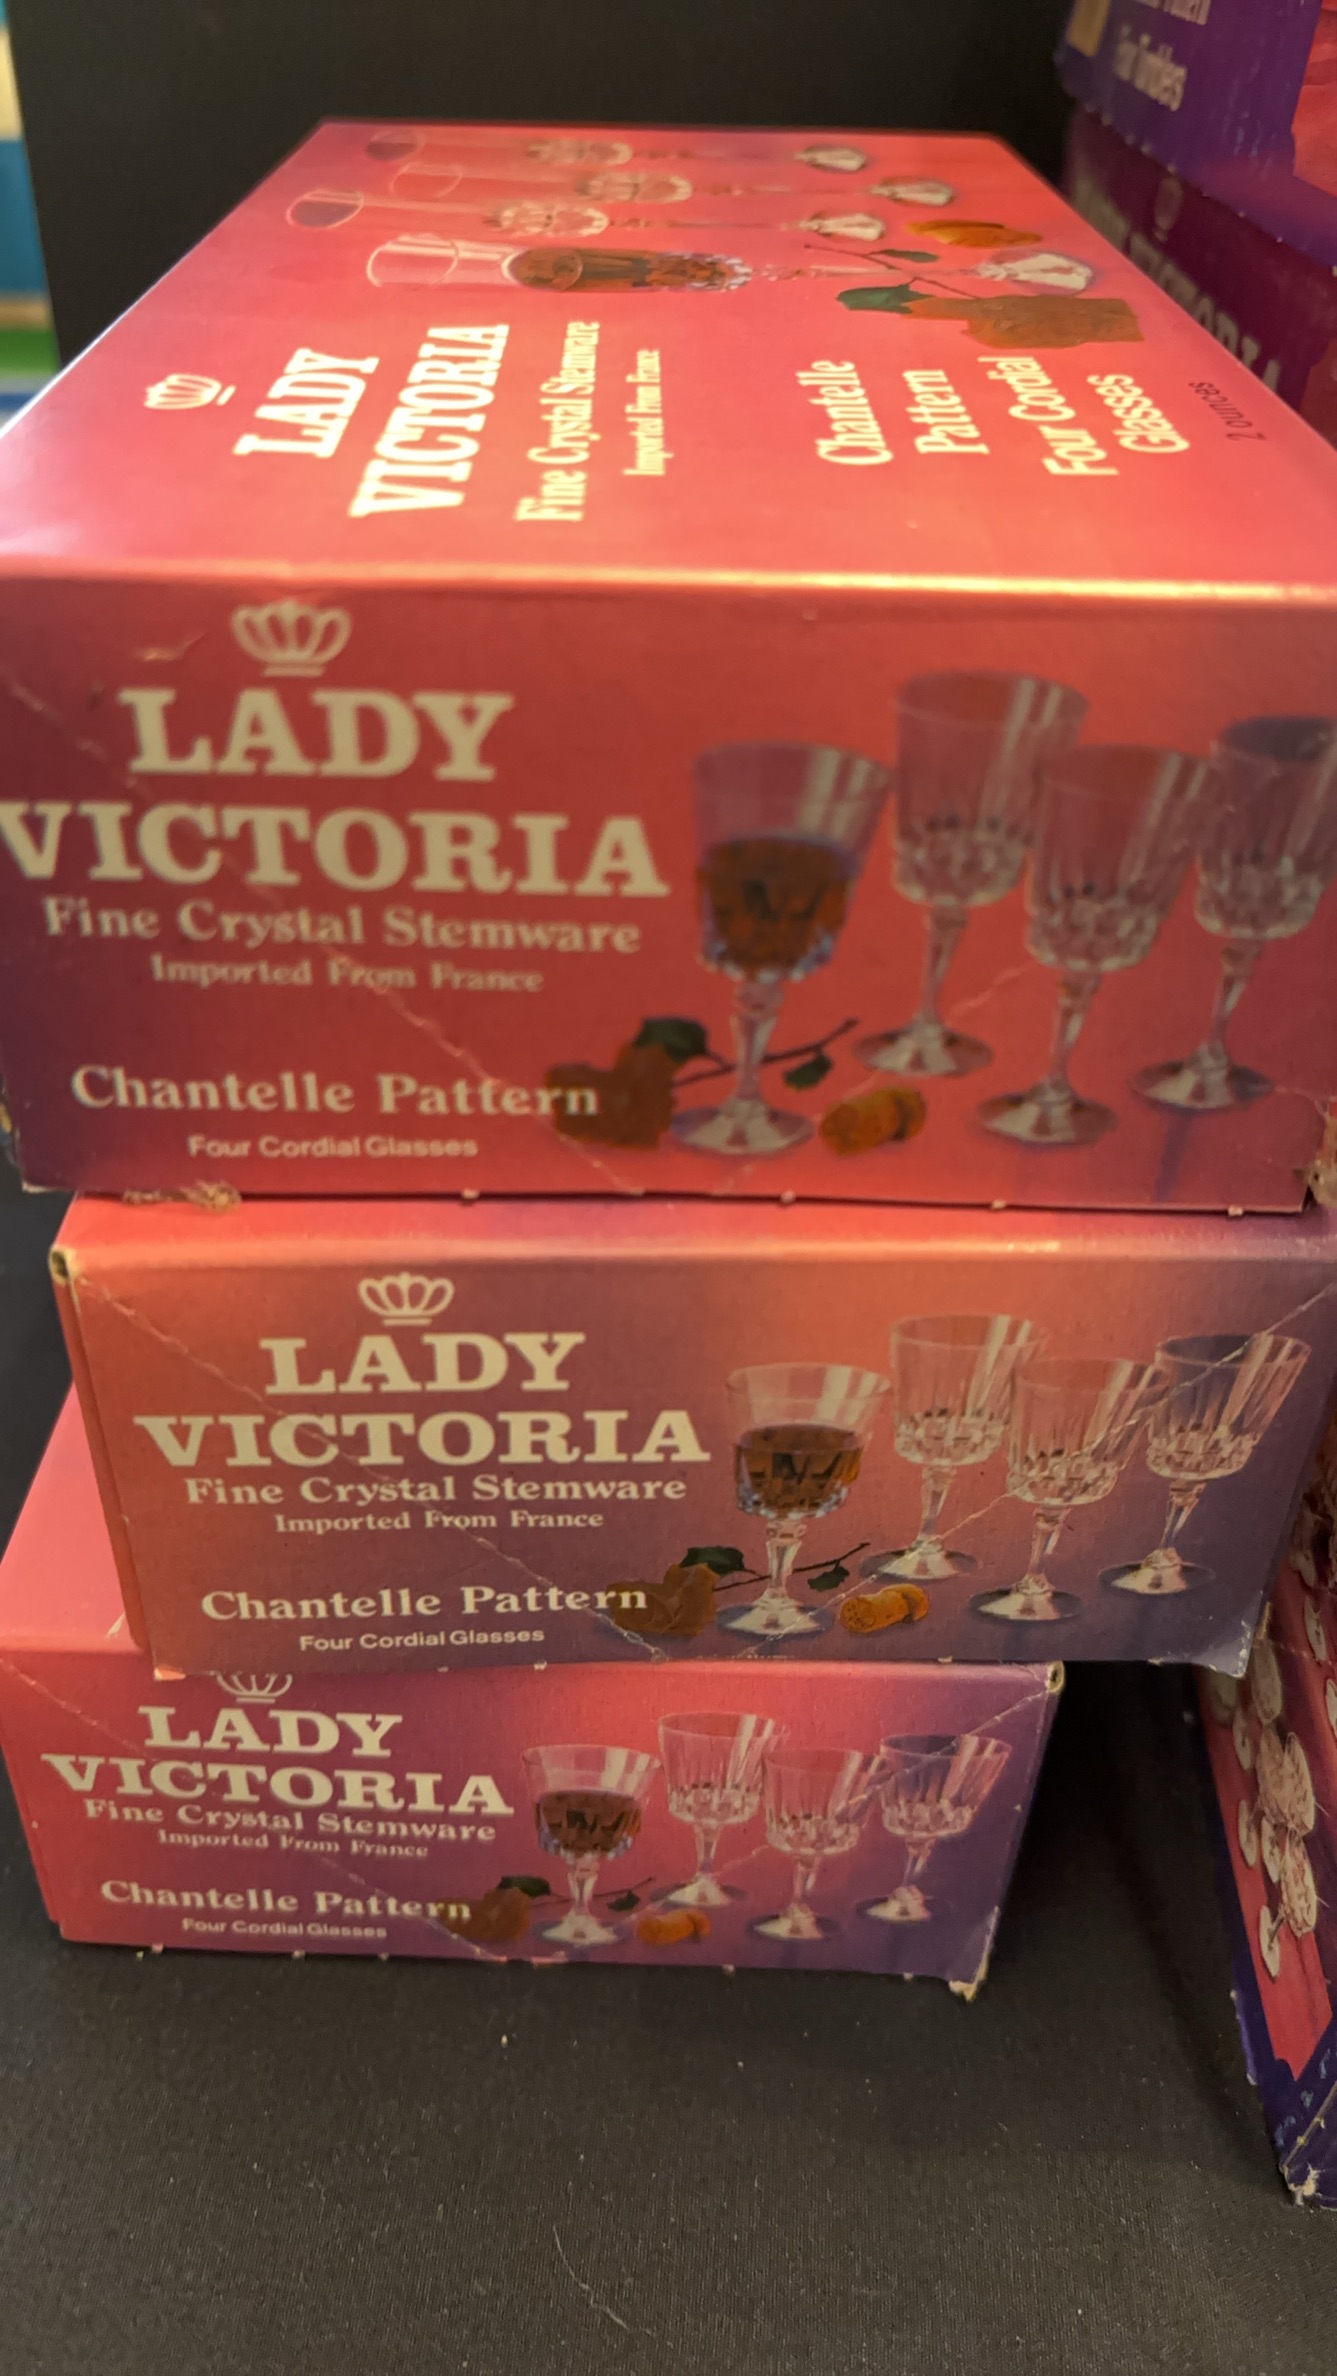 Four Tumblers
LADY
VICTORIA
Fine Crystal Stemware
Imported From France
Chantelle
Pattern
Four Cordial
Glasses
2 ounces
LADY
VICTORIA
Fine Crystal Stemware
Imported From France
Chantelle Pattern
Four Cordial Glasses
LADY
VICTORIA
Fine Crystal Stemware
Imported From France
Chantelle Pattern
Four Cordial Glasses
LADY
VICTORIA
Fine Crystal Stemware
Imported From France
Chantelle Pattern
Four Cordial Glasses